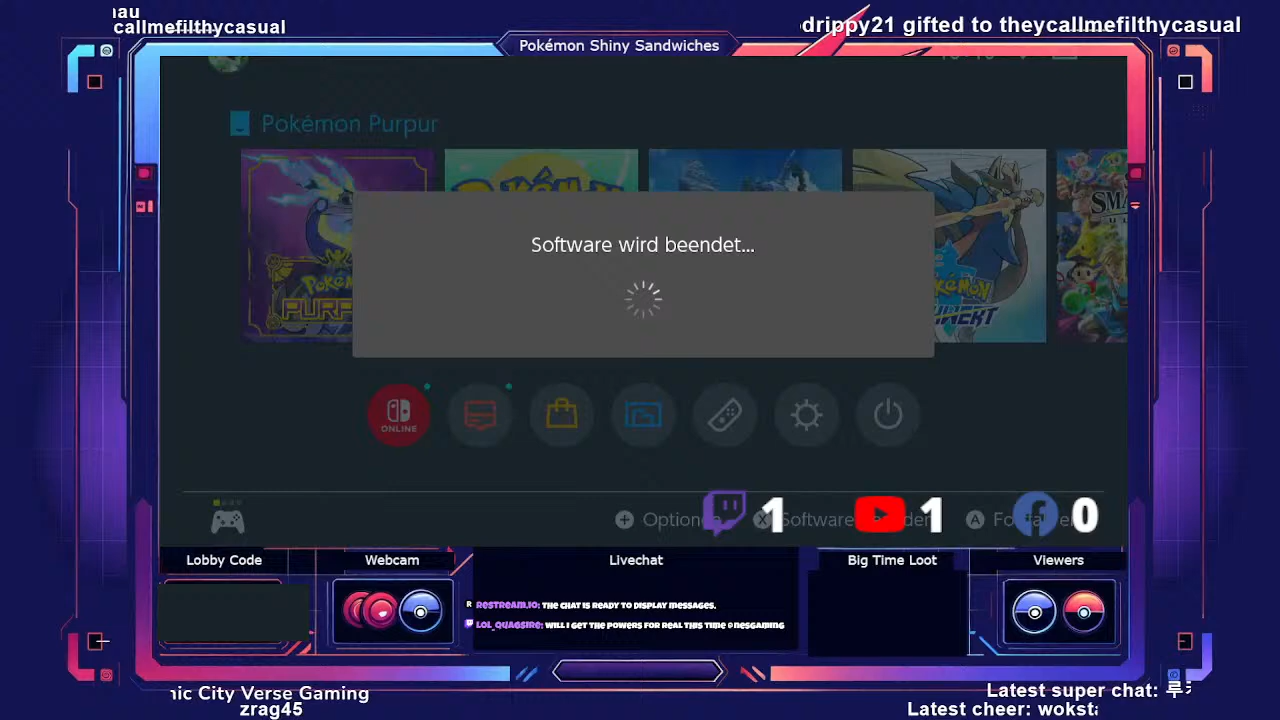 callmefilthycasual
drippy21 gifted to theycallmefilthycasual
Pokémon Shiny Sandwiches
Pokémon Purpur
Software wird beendet...
ONLINE
1
1
0
Lobby Code
Webcam
Livechat
Big Time Loot
Viewers
RESTREAM.IO: THE CHAT IS READY TO DISPLAY MESSAGES.
LOL_QUAGSIRE: WILL I GET THE POWERS FOR REAL THIS TIME @NESGAMING
City Verse Gaming
zrag45
Latest super chat: 루
Latest cheer: